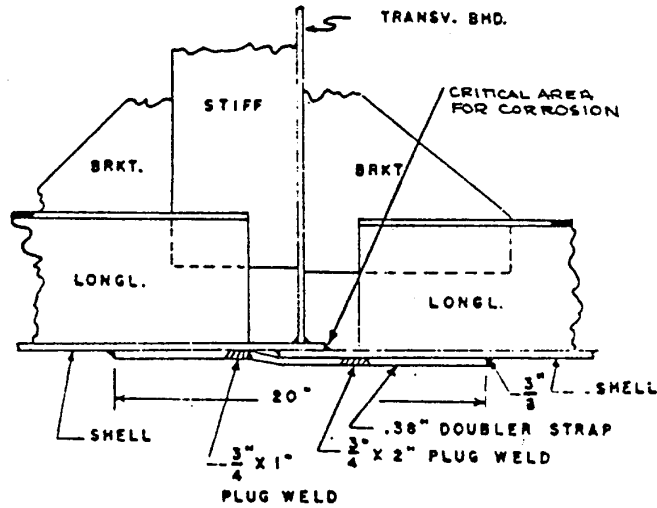 TRANSV. BHD.
CRITICAL AREA
FOR CORROSION
STIFF
BRKT.
BRKT
LONGL.
LONGL.
20"
3"
8
SHELL
SHELL
.38" DOUBLER STRAP
3/4" X 1"
PLUG WELD
3/4" X 2" PLUG WELD